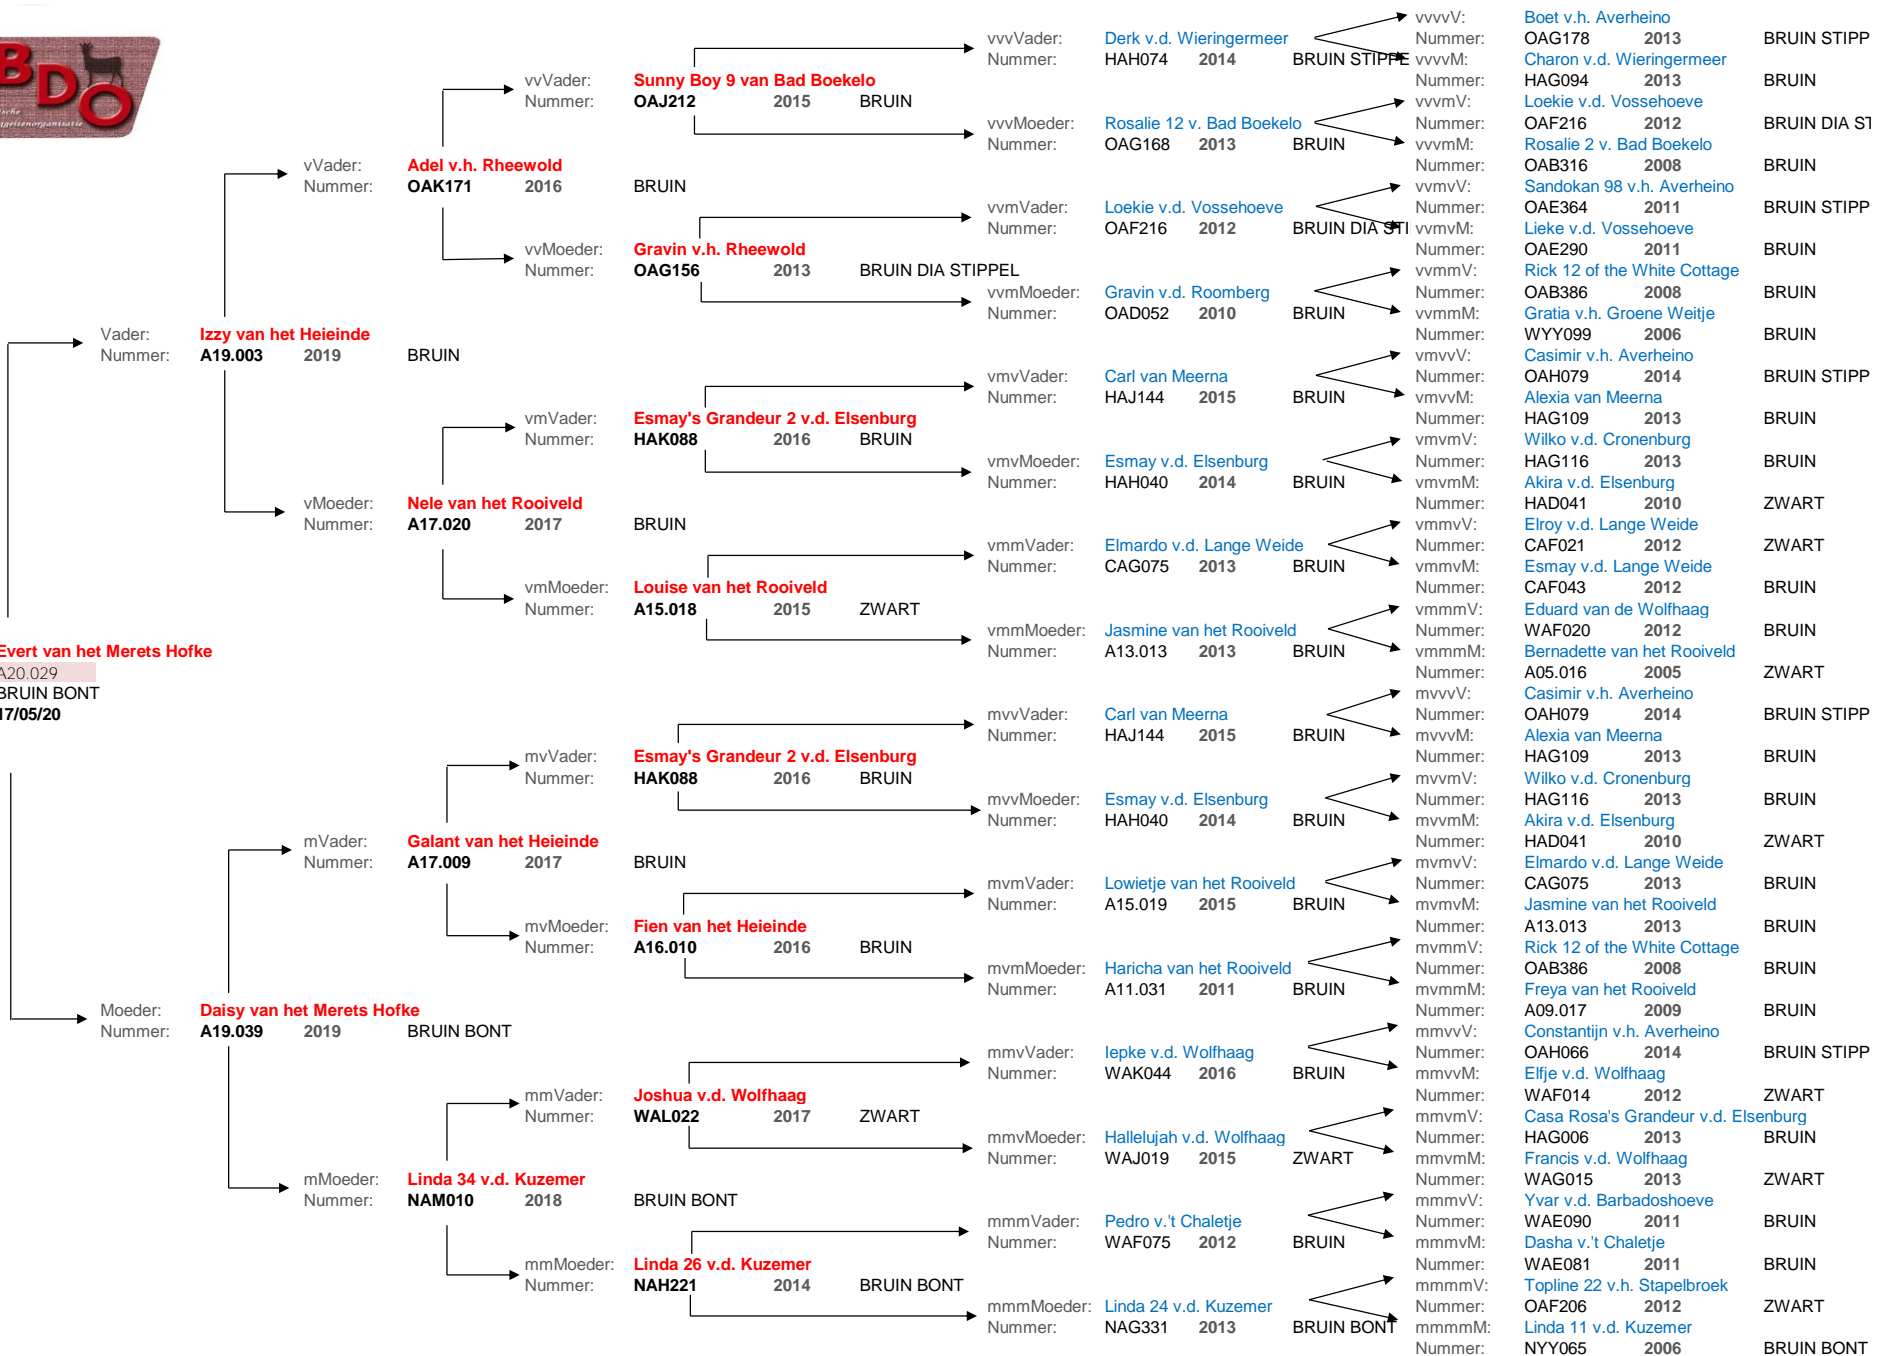 BDO
ische
ggeitenorganisatie
Evert van het Merets Hofke
A20.029
BRUIN BONT
17/05/20
Vader: Izzy van het Heieinde
Nummer: A19.003 2019 BRUIN
Moeder: Daisy van het Merets Hofke
Nummer: A19.039 2019 BRUIN BONT
vVader: Adel v.h. Rheewold
Nummer: OAK171 2016 BRUIN
vMoeder: Nele van het Rooiveld
Nummer: A17.020 2017 BRUIN
mVader: Galant van het Heieinde
Nummer: A17.009 2017 BRUIN
mMoeder: Linda 34 v.d. Kuzemer
Nummer: NAM010 2018 BRUIN BONT
vvVader: Sunny Boy 9 van Bad Boekelo
Nummer: OAJ212 2015 BRUIN
vvMoeder: Gravin v.h. Rheewold
Nummer: OAG156 2013 BRUIN DIA STIPPEL
vmVader: Esmay's Grandeur 2 v.d. Elsenburg
Nummer: HAK088 2016 BRUIN
vmMoeder: Louise van het Rooiveld
Nummer: A15.018 2015 ZWART
mvVader: Esmay's Grandeur 2 v.d. Elsenburg
Nummer: HAK088 2016 BRUIN
mvMoeder: Fien van het Heieinde
Nummer: A16.010 2016 BRUIN
mmVader: Joshua v.d. Wolfhaag
Nummer: WAL022 2017 ZWART
mmMoeder: Linda 26 v.d. Kuzemer
Nummer: NAH221 2014 BRUIN BONT
vvvVader: Derk v.d. Wieringermeer
Nummer: HAH074 2014 BRUIN STIPPE
vvvMoeder: Rosalie 12 v. Bad Boekelo
Nummer: OAG168 2013 BRUIN
vvmVader: Loekie v.d. Vossehoeve
Nummer: OAF216 2012 BRUIN DIA STI
vvmMoeder: Gravin v.d. Roomberg
Nummer: OAD052 2010 BRUIN
vmvVader: Carl van Meerna
Nummer: HAJ144 2015 BRUIN
vmvMoeder: Esmay v.d. Elsenburg
Nummer: HAH040 2014 BRUIN
vmmVader: Elmardo v.d. Lange Weide
Nummer: CAG075 2013 BRUIN
vmmMoeder: Jasmine van het Rooiveld
Nummer: A13.013 2013 BRUIN
mvvVader: Carl van Meerna
Nummer: HAJ144 2015 BRUIN
mvvMoeder: Esmay v.d. Elsenburg
Nummer: HAH040 2014 BRUIN
mvmVader: Lowietje van het Rooiveld
Nummer: A15.019 2015 BRUIN
mvmMoeder: Haricha van het Rooiveld
Nummer: A11.031 2011 BRUIN
mmvVader: Iepke v.d. Wolfhaag
Nummer: WAK044 2016 BRUIN
mmvMoeder: Hallelujah v.d. Wolfhaag
Nummer: WAJ019 2015 ZWART
mmmVader: Pedro v.'t Chaletje
Nummer: WAF075 2012 BRUIN
mmmMoeder: Linda 24 v.d. Kuzemer
Nummer: NAG331 2013 BRUIN BONT
vvvvV: Boet v.h. Averheino
Nummer: OAG178 2013 BRUIN STIPP
vvvvM: Charon v.d. Wieringermeer
Nummer: HAG094 2013 BRUIN
vvvmV: Loekie v.d. Vossehoeve
Nummer: OAF216 2012 BRUIN DIA ST
vvvmM: Rosalie 2 v. Bad Boekelo
Nummer: OAB316 2008 BRUIN
vvmvV: Sandokan 98 v.h. Averheino
Nummer: OAE364 2011 BRUIN STIPP
vvmvM: Lieke v.d. Vossehoeve
Nummer: OAE290 2011 BRUIN
vvmmV: Rick 12 of the White Cottage
Nummer: OAB386 2008 BRUIN
vvmmM: Gratia v.h. Groene Weitje
Nummer: WYY099 2006 BRUIN
vmvvV: Casimir v.h. Averheino
Nummer: OAH079 2014 BRUIN STIPP
vmvvM: Alexia van Meerna
Nummer: HAG109 2013 BRUIN
vmvmV: Wilko v.d. Cronenburg
Nummer: HAG116 2013 BRUIN
vmvmM: Akira v.d. Elsenburg
Nummer: HAD041 2010 ZWART
vmmvV: Elroy v.d. Lange Weide
Nummer: CAF021 2012 ZWART
vmmvM: Esmay v.d. Lange Weide
Nummer: CAF043 2012 BRUIN
vmmmV: Eduard van de Wolfhaag
Nummer: WAF020 2012 BRUIN
vmmmM: Bernadette van het Rooiveld
Nummer: A05.016 2005 ZWART
mvvvV: Casimir v.h. Averheino
Nummer: OAH079 2014 BRUIN STIPP
mvvvM: Alexia van Meerna
Nummer: HAG109 2013 BRUIN
mvvmV: Wilko v.d. Cronenburg
Nummer: HAG116 2013 BRUIN
mvvmM: Akira v.d. Elsenburg
Nummer: HAD041 2010 ZWART
mvmvV: Elmardo v.d. Lange Weide
Nummer: CAG075 2013 BRUIN
mvmvM: Jasmine van het Rooiveld
Nummer: A13.013 2013 BRUIN
mvmmV: Rick 12 of the White Cottage
Nummer: OAB386 2008 BRUIN
mvmmM: Freya van het Rooiveld
Nummer: A09.017 2009 BRUIN
mmvvV: Constantijn v.h. Averheino
Nummer: OAH066 2014 BRUIN STIPP
mmvvM: Elfje v.d. Wolfhaag
Nummer: WAF014 2012 ZWART
mmvmV: Casa Rosa's Grandeur v.d. Elsenburg
Nummer: HAG006 2013 BRUIN
mmvmM: Francis v.d. Wolfhaag
Nummer: WAG015 2013 ZWART
mmmvV: Yvar v.d. Barbadoshoeve
Nummer: WAE090 2011 BRUIN
mmmvM: Dasha v.'t Chaletje
Nummer: WAE081 2011 BRUIN
mmmmV: Topline 22 v.h. Stapelbroek
Nummer: OAF206 2012 ZWART
mmmmM: Linda 11 v.d. Kuzemer
Nummer: NYY065 2006 BRUIN BONT